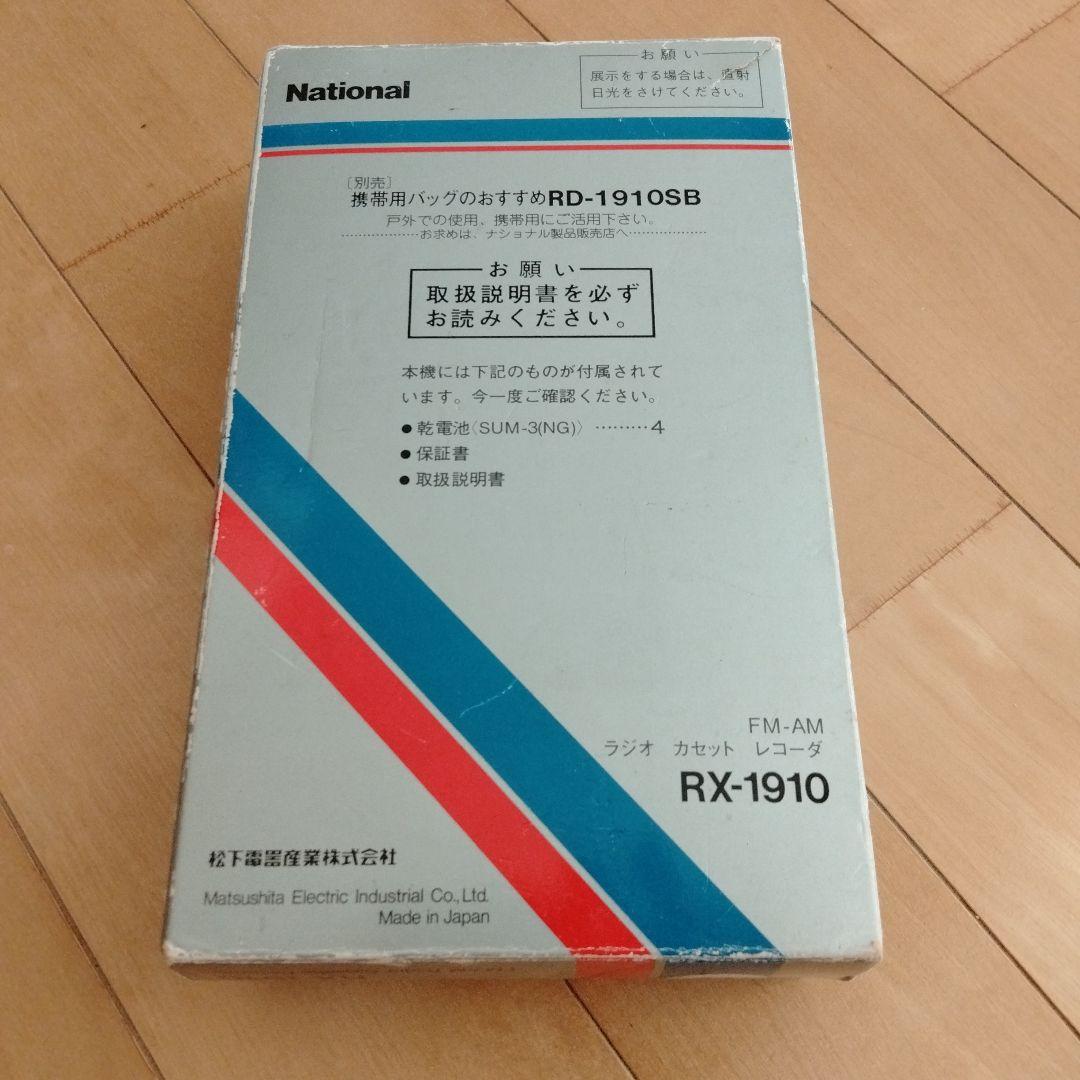 National
お願い
展示をする場合は、直射
日光をさけてください。
〔別売〕
携帯用バッグのおすすめRD-1910SB
戸外での使用、携帯用にご活用下さい。
………………お求めは、ナショナル製品販売店へ………………
お願い
取扱説明書を必ず
お読みください。
本機には下記のものが付属されて
います。今一度ご確認ください。
●乾電池〈SUM-3(NG)〉………4
●保証書
●取扱説明書
FM-AM
ラジオ カセット レコーダ
RX-1910
松下電器産業株式会社
Matsushita Electric Industrial Co., Ltd.
Made in Japan